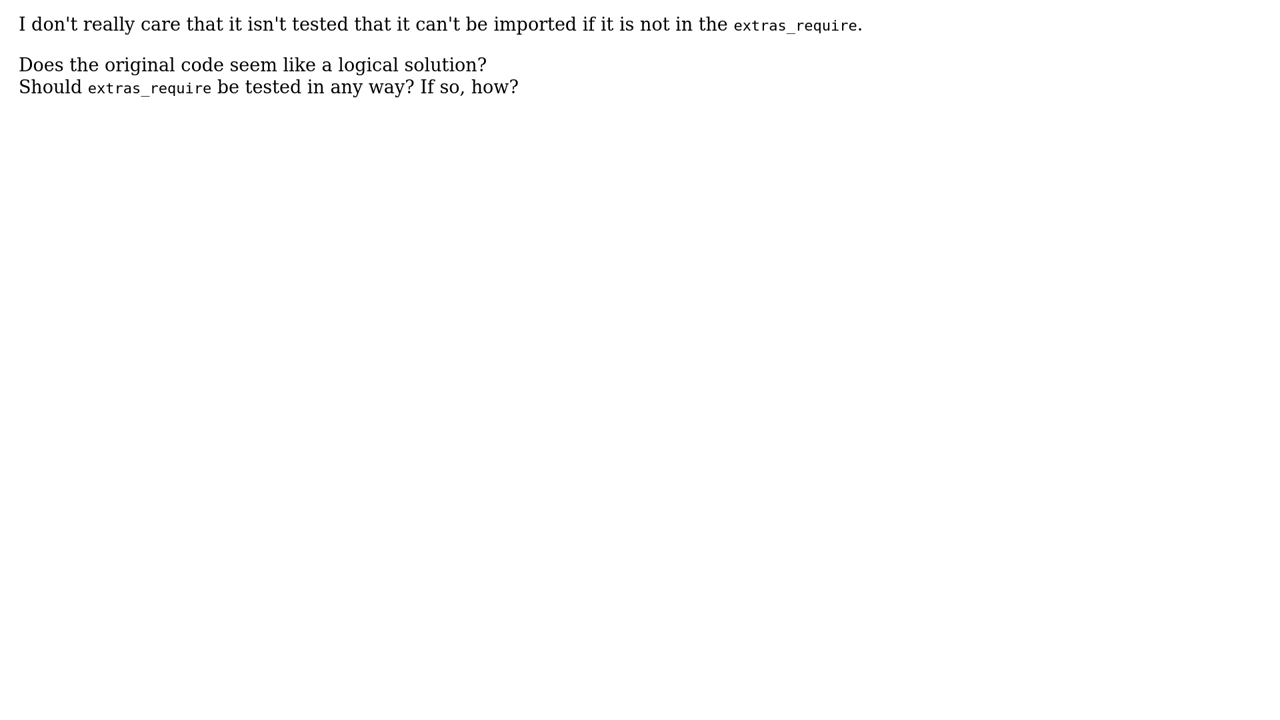 I don't really care that it isn't tested that it can't be imported if it is not in the extras_require.
Does the original code seem like a logical solution?
Should extras_require be tested in any way? If so, how?